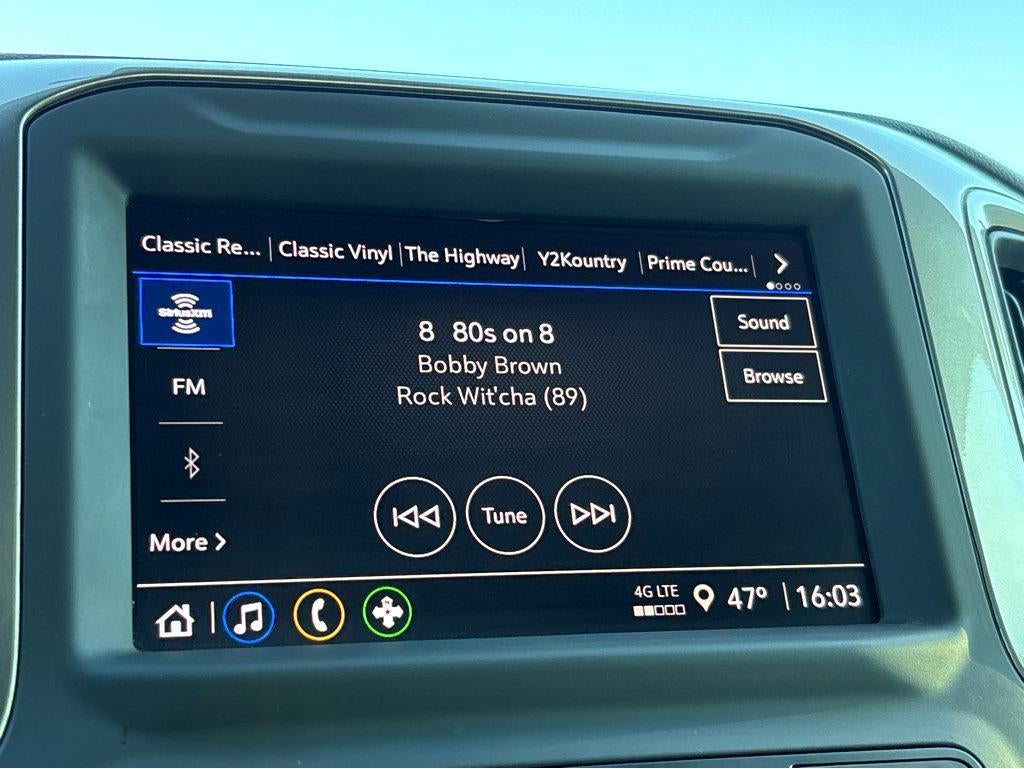 Classic Re... Classic Vinyl The Highway Y2Kountry Prime Cou...
SiriusXM
8 80s on 8
Bobby Brown
Rock Wit'cha (89)
Sound
Browse
FM
Tune
More
4G LTE
47° 16:03